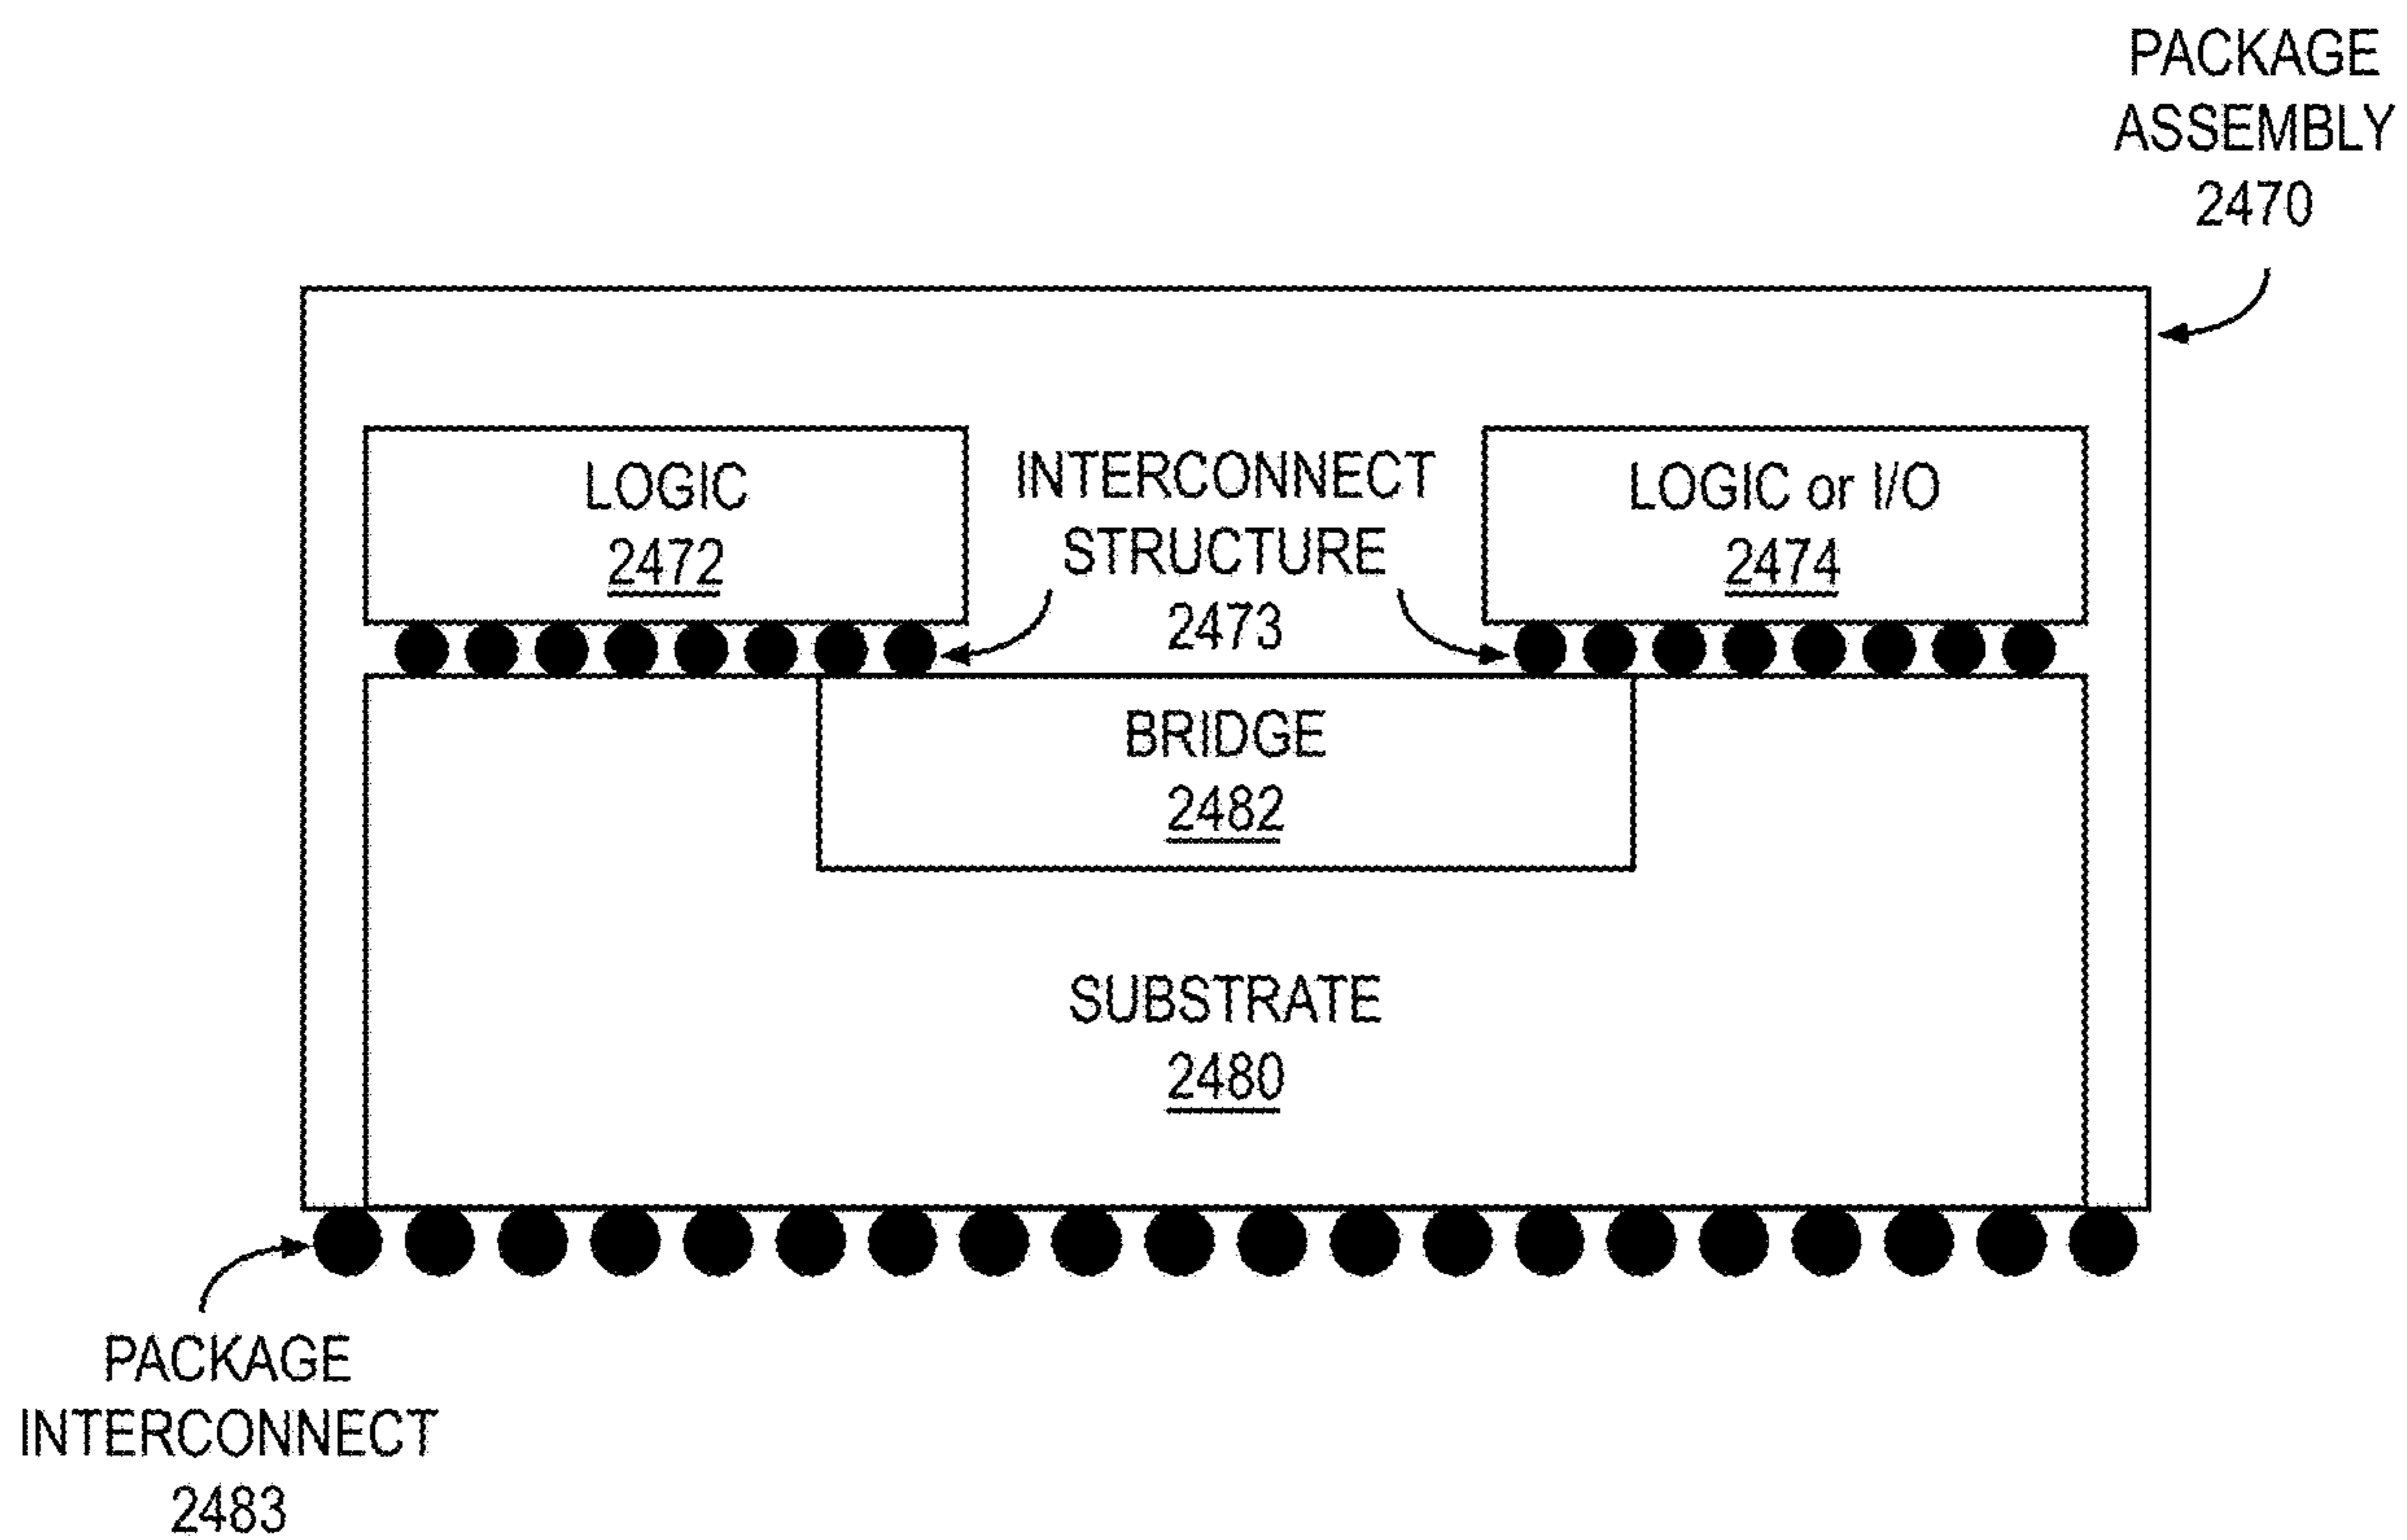 PACKAGE
ASSEMBLY
2470
LOGIC
2472
INTERCONNECT
STRUCTURE
2473
LOGIC or I/O
2474
BRIDGE
2482
SUBSTRATE
2480
PACKAGE
INTERCONNECT
2483